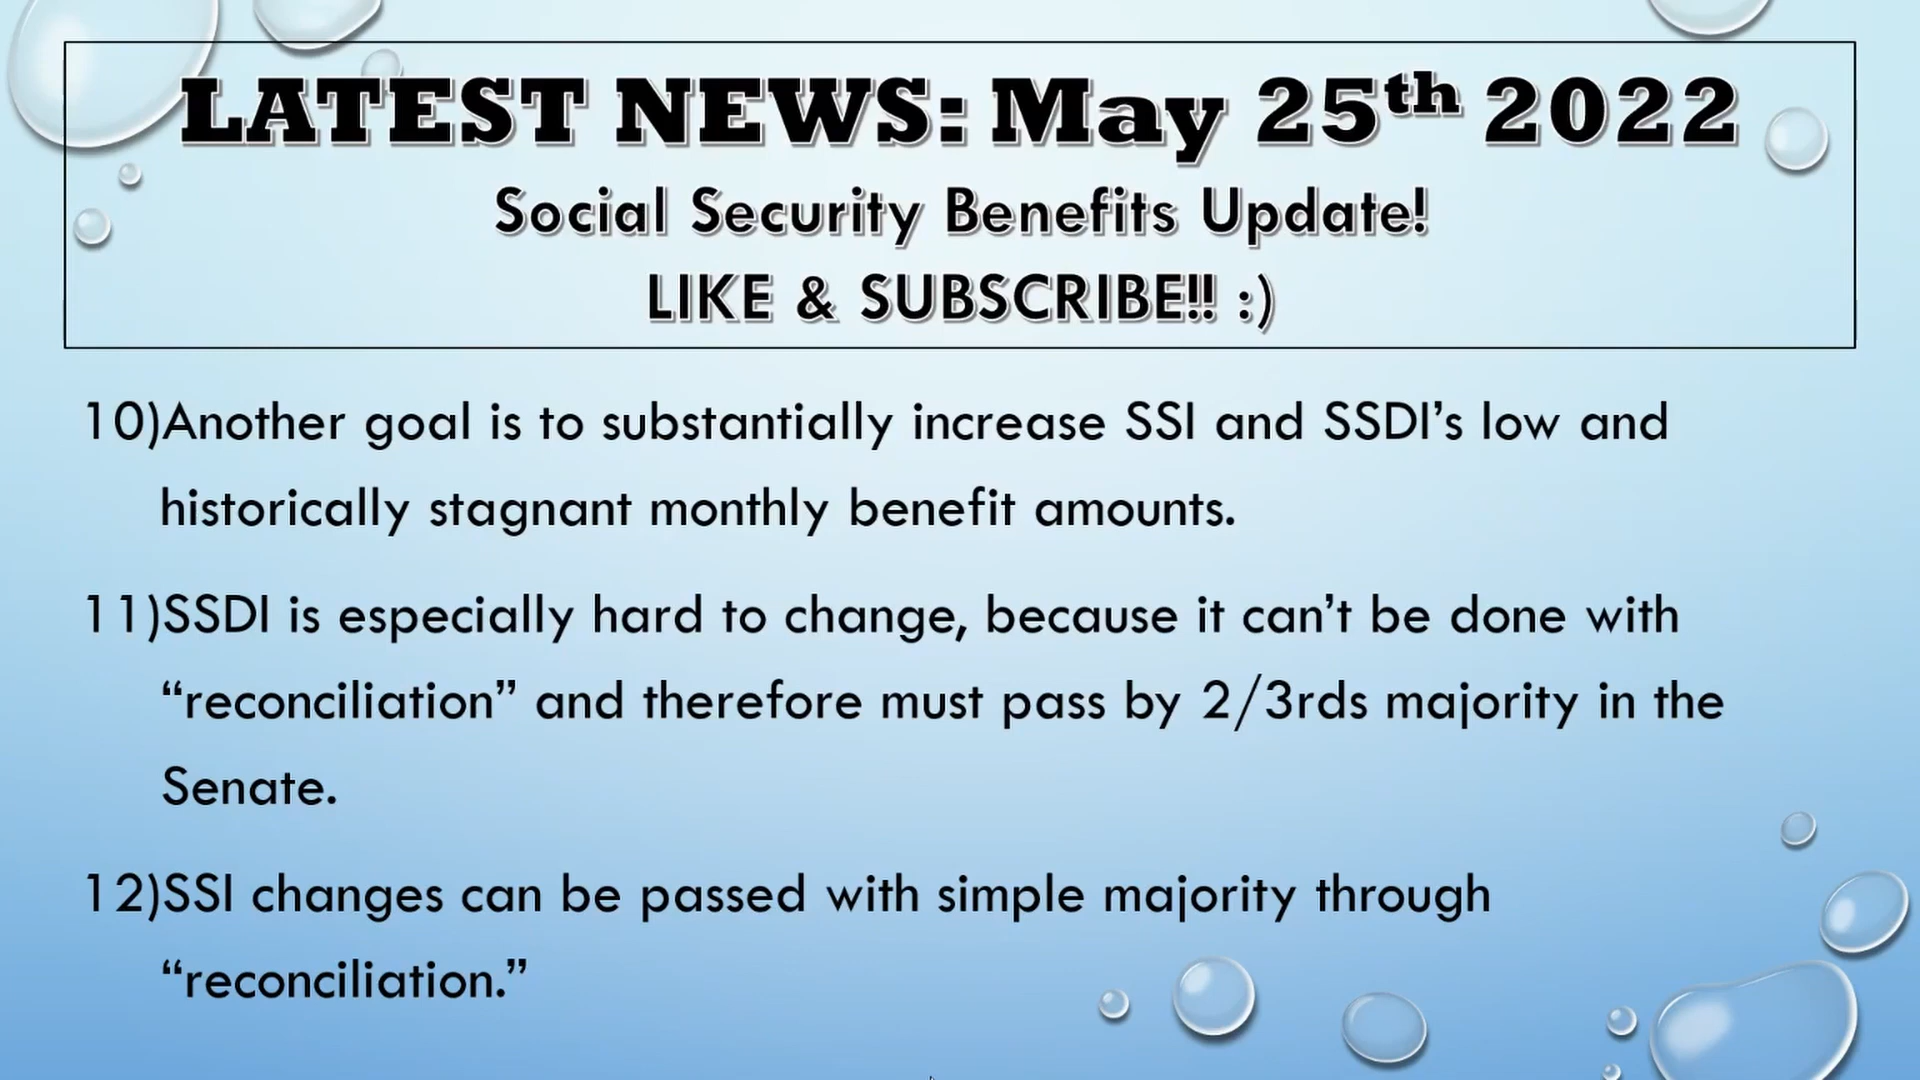 LATEST NEWS: May 25th 2022
Social Security Benefits Update!
LIKE & SUBSCRIBE!! :)
10)Another goal is to substantially increase SSI and SSDI’s low and
historically stagnant monthly benefit amounts.
11)SSDI is especially hard to change, because it can’t be done with
“reconciliation” and therefore must pass by 2/3rds majority in the
Senate.
12)SSI changes can be passed with simple majority through
“reconciliation.”